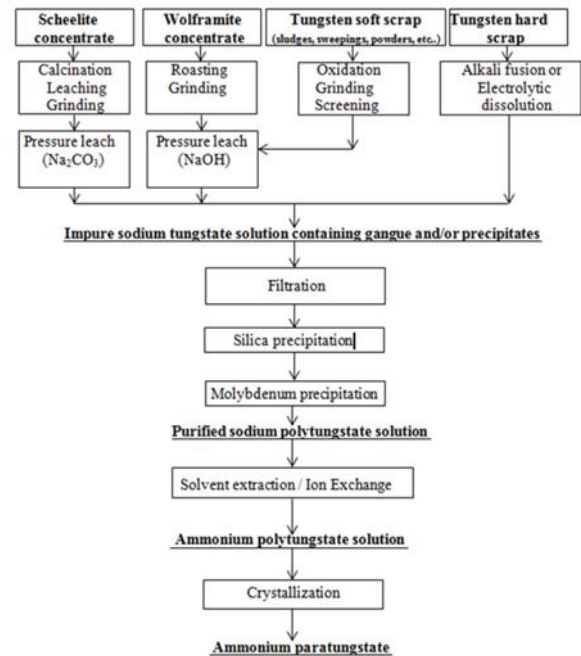 Scheelite
concentrate
Wolframite
concentrate
Tungsten soft scrap
(sludges, sweepings, powders, etc..)
Tungsten hard
scrap
Calcination
Leaching
Grinding
Roasting
Grinding
Oxidation
Grinding
Screening
Alkali fusion or
Electrolytic
dissolution
Pressure leach
(Na₂CO₃)
Pressure leach
(NaOH)
Impure sodium tungstate solution containing gangue and/or precipitates
Filtration
Silica precipitation
Molybdenum precipitation
Purified sodium polytungstate solution
Solvent extraction / Ion Exchange
Ammonium polytungstate solution
Crystallization
Ammonium paratungstate